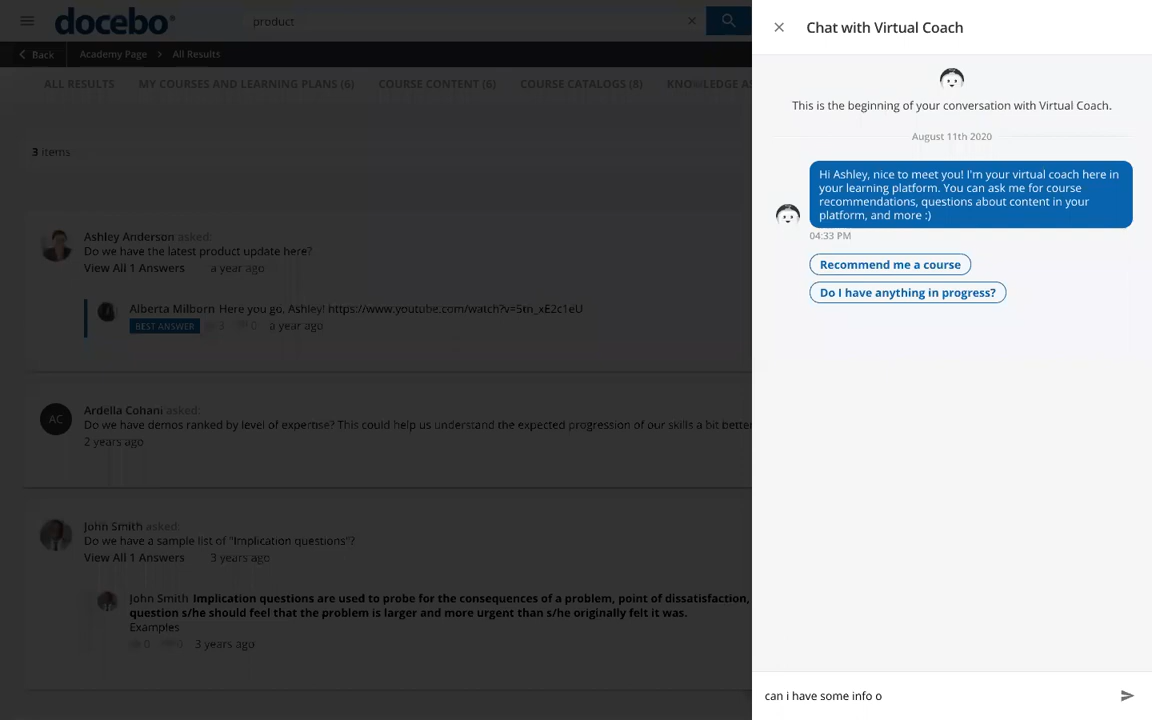 docebo
product
Back
Academy Page > All Results
ALL RESULTS
MY COURSES AND LEARNING PLANS (6)
COURSE CONTENT (6)
COURSE CATALOGS (8)
3 items
Ashley Anderson asked:
Do we have the latest product update here?
View All 1 Answers a year ago
Alberta Milborn Here you go, Ashley! https://www.youtube.com/watch?v=5tn_xE2c1eU
BEST ANSWER 3 0 a year ago
AC
Ardella Cohani asked:
Do we have demos ranked by level of expertise? This could help us understand the expected progression of our skills a bit better
2 years ago
John Smith asked:
Do we have a sample list of "Implication questions"?
View All 1 Answers 3 years ago
John Smith Implication questions are used to probe for the consequences of a problem, point of dissatisfaction,
question s/he should feel that the problem is larger and more urgent than s/he originally felt it was.
Examples
0 0 3 years ago
Chat with Virtual Coach
This is the beginning of your conversation with Virtual Coach.
August 11th 2020
Hi Ashley, nice to meet you! I'm your virtual coach here in
your learning platform. You can ask me for course
recommendations, questions about content in your
platform, and more :)
04:33 PM
Recommend me a course
Do I have anything in progress?
can i have some info o